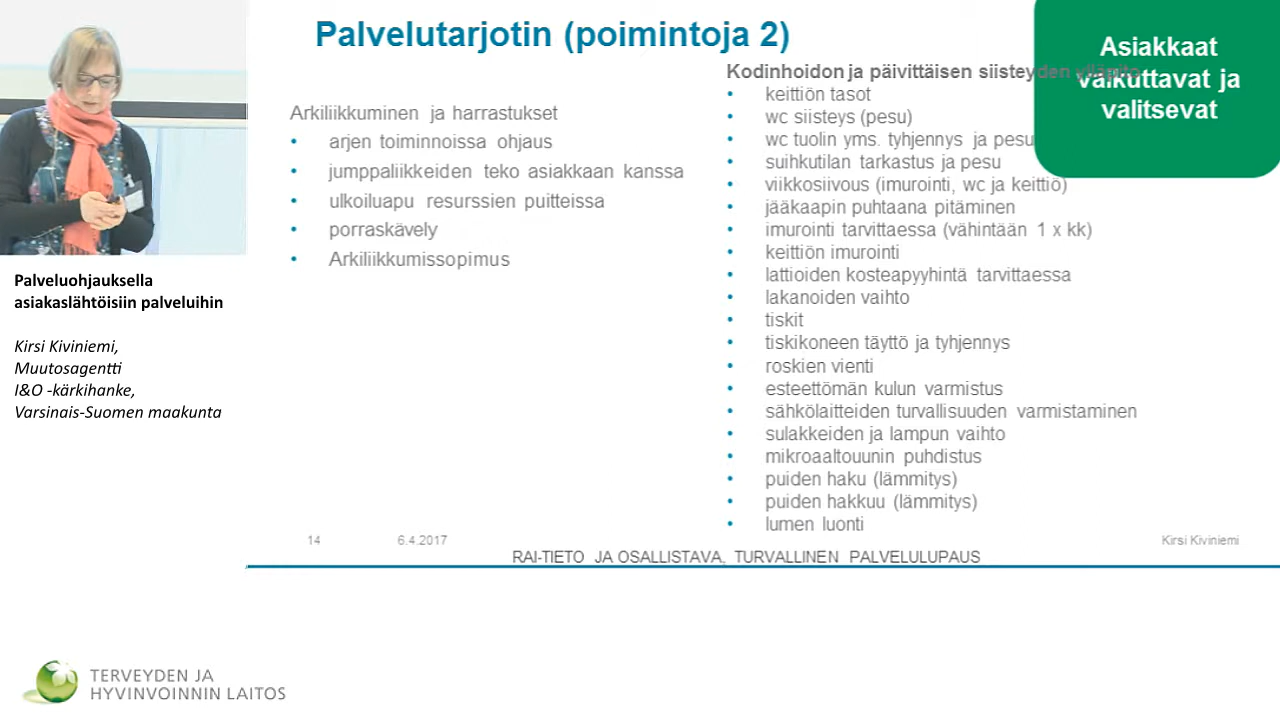 Palvelutarjotin (poimintoja 2)
Asiakkaat
vaikuttavat ja
valitsevat
Arkiliikkuminen ja harrastukset
• arjen toiminnoissa ohjaus
• jumppaliikkeiden teko asiakkaan kanssa
• ulkoiluapu resurssien puitteissa
• porraskävely
• Arkiliikkumissopimus
Kodinhoidon ja päivittäisen siisteyden ylläpito
• keittiön tasot
• wc siisteys (pesu)
• wc tuolin yms. tyhjennys ja pesu
• suihkutilan tarkastus ja pesu
• viikkosiivous (imurointi, wc ja keittiö)
• jääkaapin puhtaana pitäminen
• imurointi tarvittaessa (vähintään 1 x kk)
• keittiön imurointi
• lattioiden kosteapyyhintä tarvittaessa
• lakanoiden vaihto
• tiskit
• tiskikoneen täyttö ja tyhjennys
• roskien vienti
• esteettömän kulun varmistus
• sähkölaitteiden turvallisuuden varmistaminen
• sulakkeiden ja lampun vaihto
• mikroaaltouunin puhdistus
• puiden haku (lämmitys)
• puiden hakkuu (lämmitys)
• lumen luonti
14 6.4.2017 Kirsi Kiviniemi
RAI-TIETO JA OSALLISTAVA, TURVALLINEN PALVELULUPAUS
Palveluohjauksella
asiakaslähtöisiin palveluihin
Kirsi Kiviniemi,
Muutosagentti
I&O -kärkihanke,
Varsinais-Suomen maakunta
TERVEYDEN JA
HYVINVOINNIN LAITOS